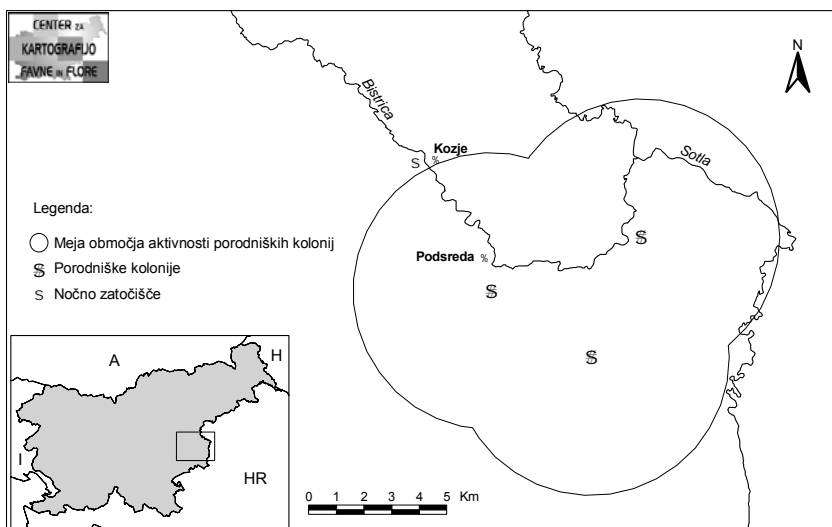 CENTER ZA
KARTOGRAFIJO
FAVNE IN FLORE
N
Bistrica
Kozje
S %
Sotla
Legenda:
Meja območja aktivnosti porodniških kolonij
S Porodniške kolonije
S Nočno zatočišče
Podsreda %
S
S
S
A
H
I
HR
0 1 2 3 4 5 Km